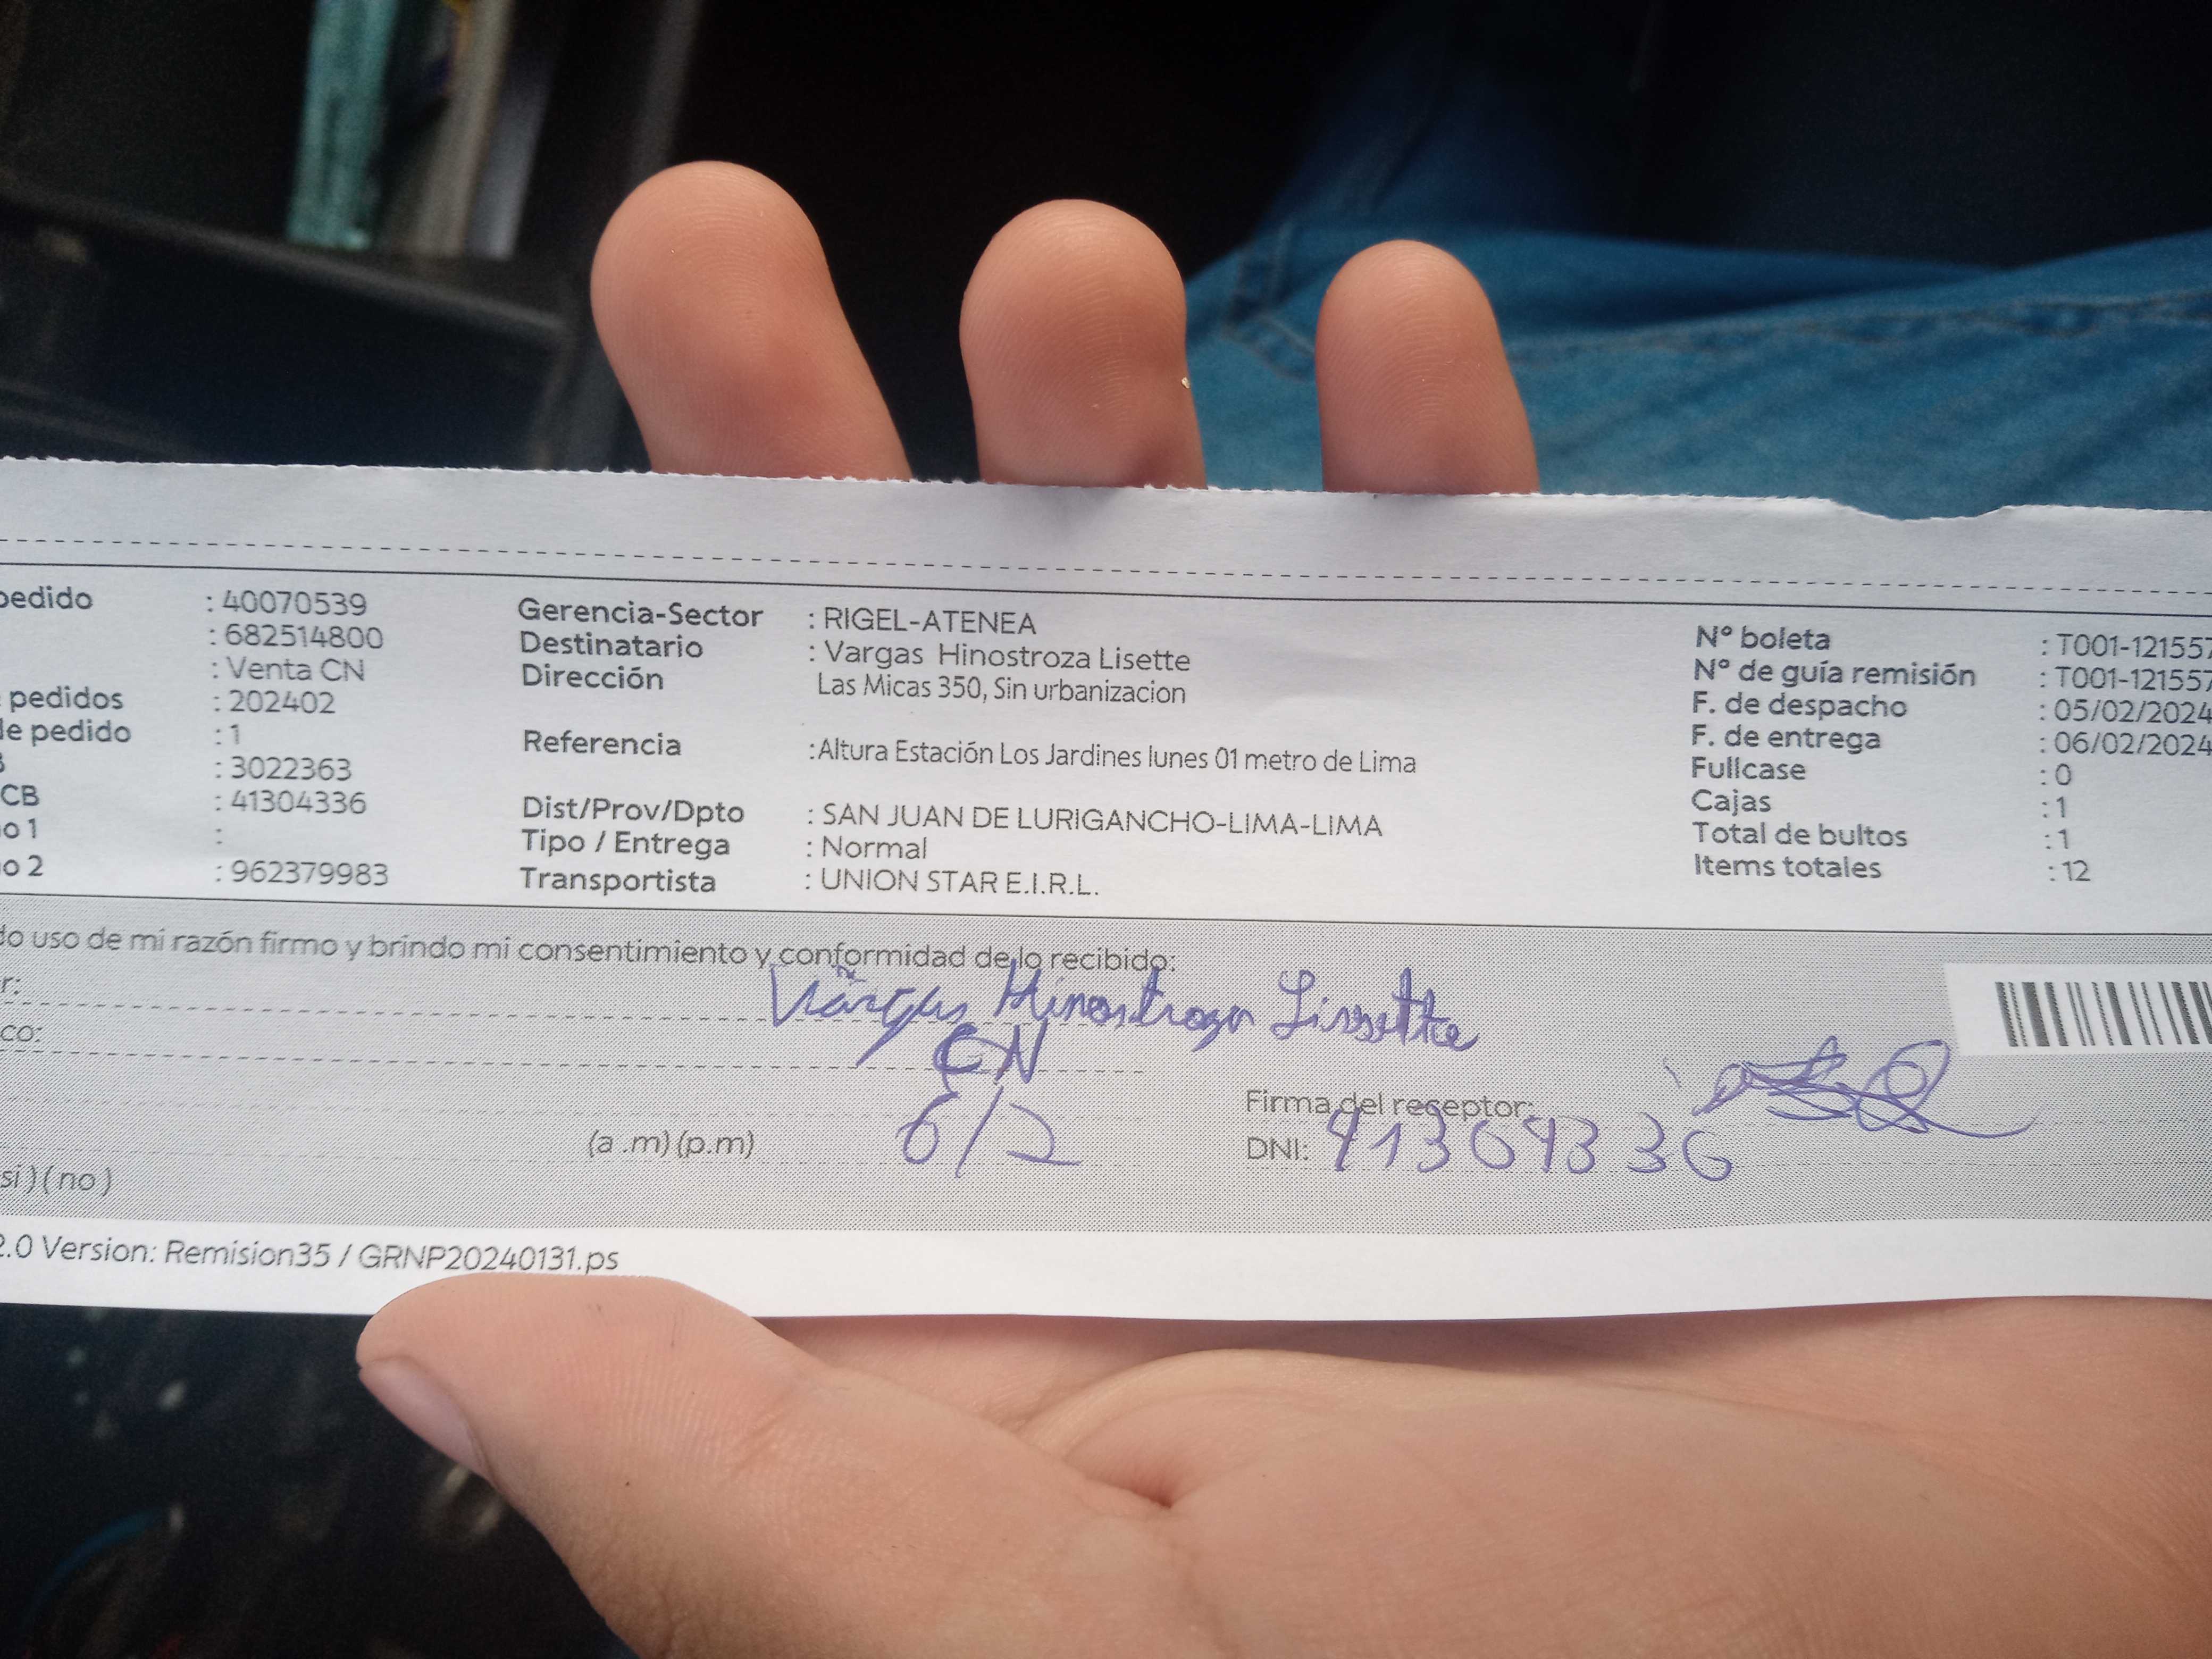 pedido : 40070539
: 682514800
: Venta CN
pedidos : 202402
de pedido : 1
: 3022363
CB : 41304336
o 1 :
o 2 : 962379983
Gerencia-Sector : RIGEL-ATENEA
Destinatario : Vargas Hinostroza Lisette
Dirección Las Micas 350, Sin urbanizacion
Referencia :Altura Estación Los Jardines lunes 01 metro de Lima
Dist/Prov/Dpto : SAN JUAN DE LURIGANCHO-LIMA-LIMA
Tipo / Entrega : Normal
Transportista : UNION STAR E.I.R.L.
Nº boleta : T001-121557
Nº de guía remisión : T001-121557
F. de despacho : 05/02/2024
F. de entrega : 06/02/2024
Fullcase : 0
Cajas : 1
Total de bultos : 1
Items totales : 12
do uso de mi razón firmo y brindo mi consentimiento y conformidad de lo recibido:
r: Vargas Hinostroza Lissette
co: CN
(a .m) (p.m) 6/2
Firma del receptor:
DNI: 41304336
si ) ( no )
2.0 Version: Remision35 / GRNP20240131.ps